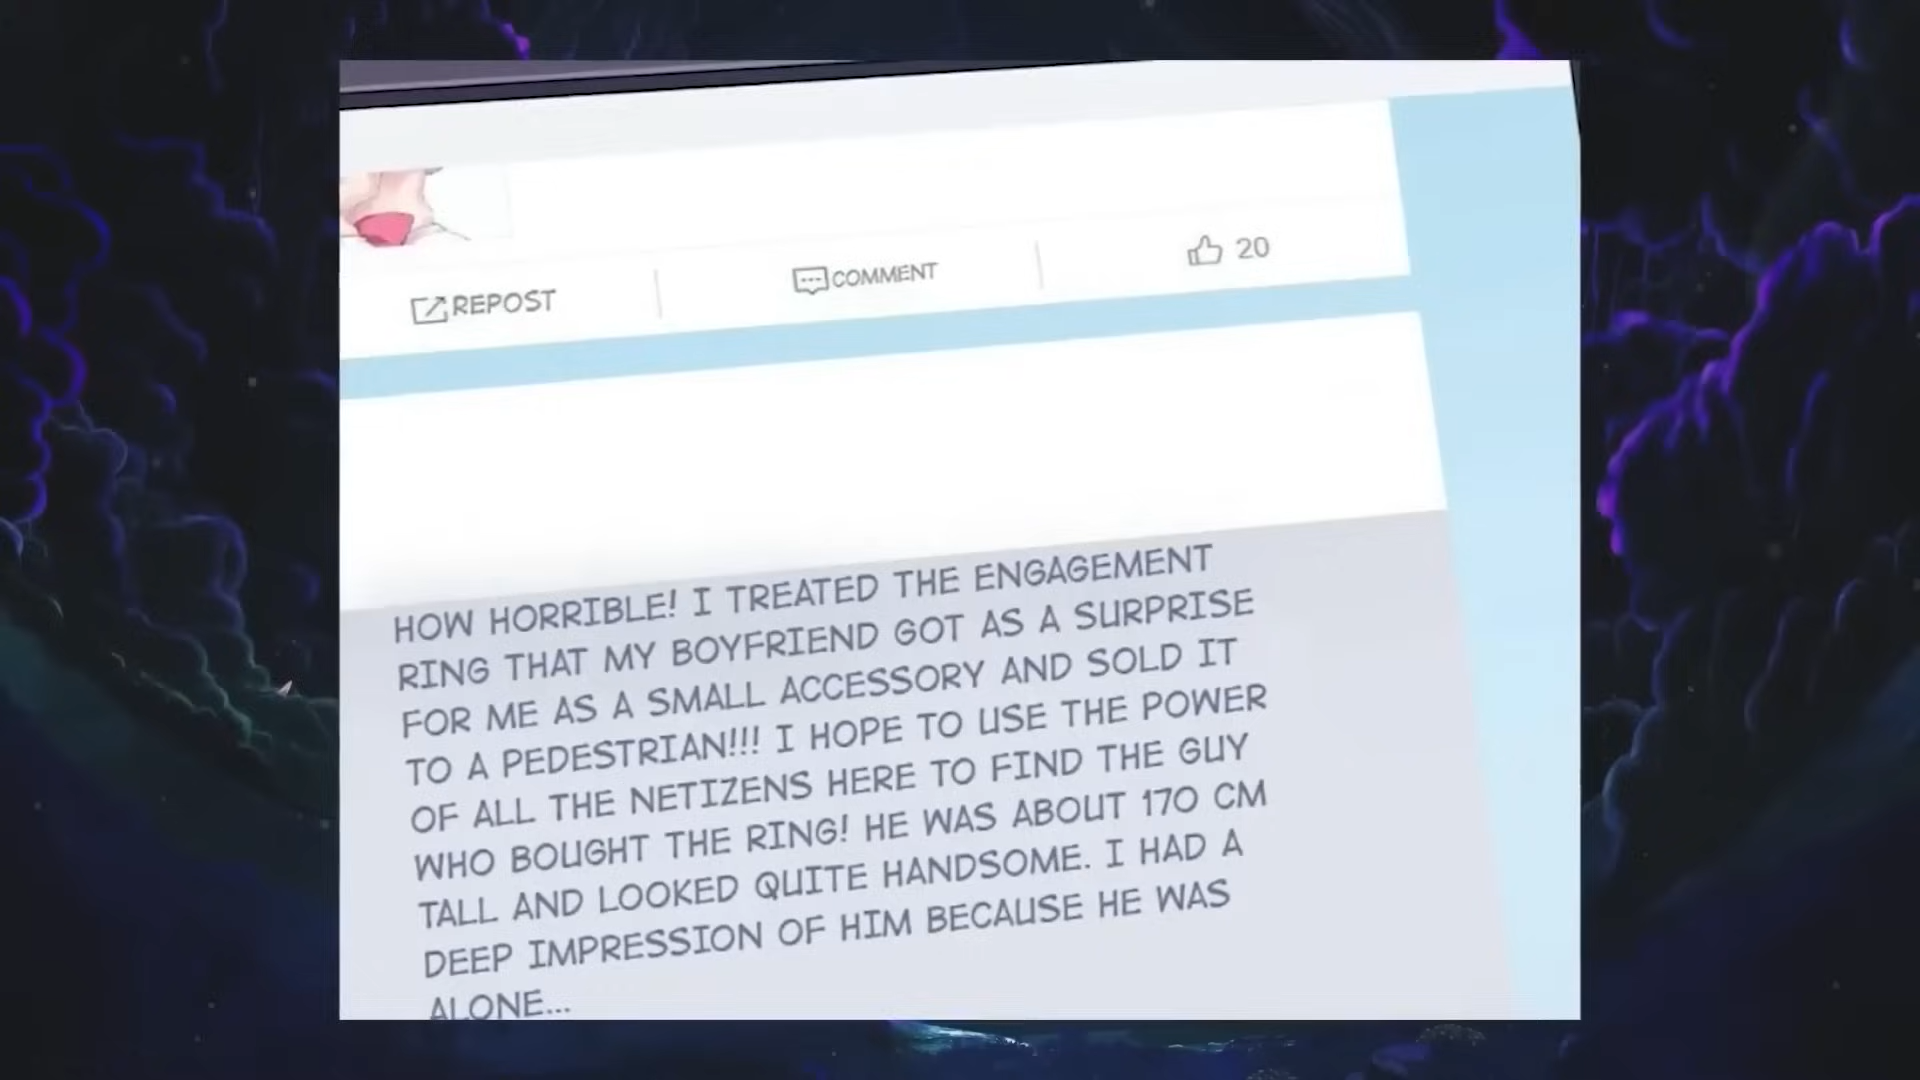 REPOST
COMMENT
20
HOW HORRIBLE! I TREATED THE ENGAGEMENT
RING THAT MY BOYFRIEND GOT AS A SURPRISE
FOR ME AS A SMALL ACCESSORY AND SOLD IT
TO A PEDESTRIAN!!! I HOPE TO USE THE POWER
OF ALL THE NETIZENS HERE TO FIND THE GUY
WHO BOUGHT THE RING! HE WAS ABOUT 170 CM
TALL AND LOOKED QUITE HANDSOME. I HAD A
DEEP IMPRESSION OF HIM BECAUSE HE WAS
ALONE...